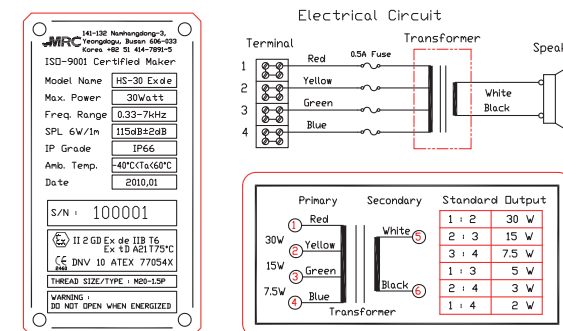 MRC 141-132 Namhangdong-3,
Yeongdogu, Busan 606-033
Korea +82 51 414-7891~5
ISO-9001 Certified Maker
Model Name HS-30 Exde
Max. Power 30Watt
Freq. Range 0.33~7kHz
SPL 6W/1m 115dB±2dB
IP Grade IP66
Amb. Temp. -40°C<Ta<60°C
Date 2010,01
S/N : 100001
Ex II 2 GD Ex de IIB T6
Ex tD A21 T75°C
CE 2460 DNV 10 ATEX 77054X
THREAD SIZE/TYPE : M20-1.5P
WARNING :
DO NOT OPEN WHEN ENERGIZED
Electrical Circuit
Terminal
Transformer
Speak
0.5A Fuse
1 Red
2 Yellow
3 Green
4 Blue
White
Black
Primary Secondary Standard Output
1 Red
30W
2 Yellow
15W
3 Green
7.5W
4 Blue
White 5
Black 6
Transformer
1 : 2 30 W
2 : 3 15 W
3 : 4 7.5 W
1 : 3 5 W
2 : 4 3 W
1 : 4 2 W